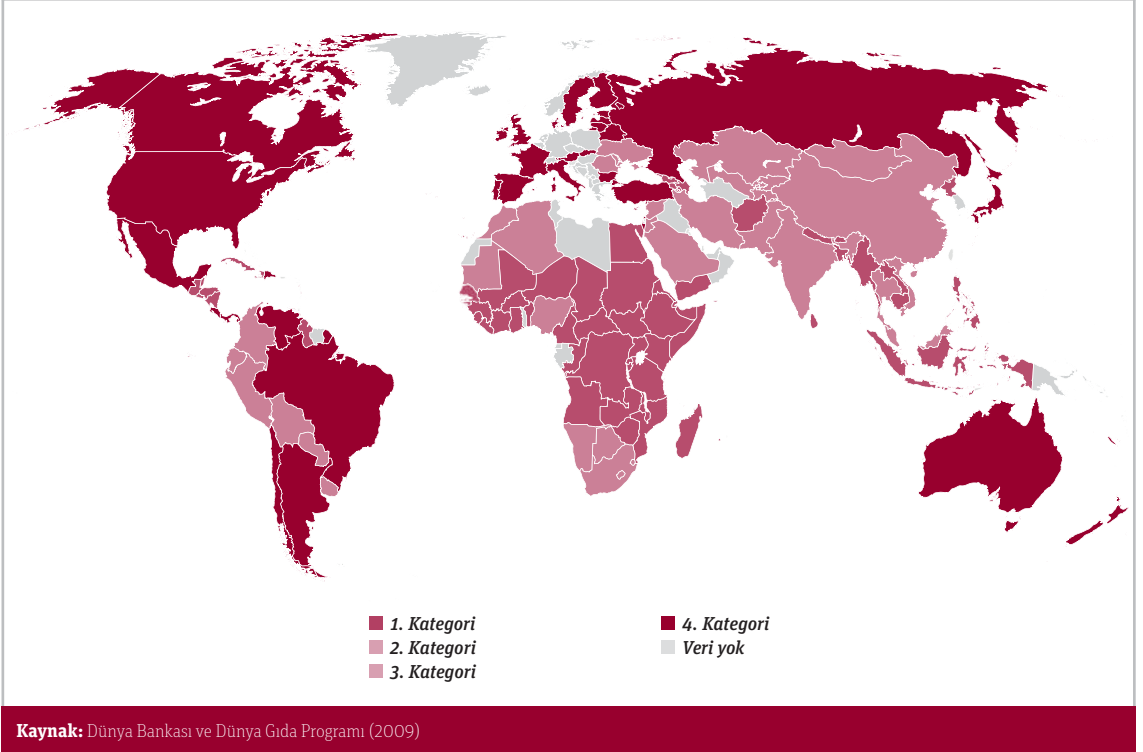 1. Kategori
2. Kategori
3. Kategori
4. Kategori
Veri yok
Kaynak: Dünya Bankası ve Dünya Gıda Programı (2009)